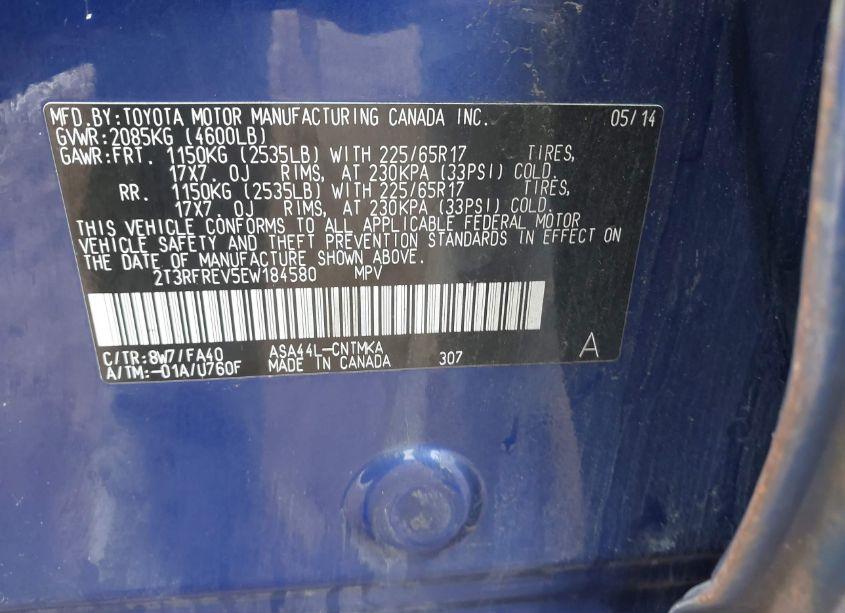 MFD.BY:TOYOTA MOTOR MANUFACTURING CANADA INC. 05/14
GVWR:2085KG (4600LB)
GAWR:FRT. 1150KG (2535LB) WITH 225/65R17 TIRES,
17X7.0J RIMS, AT 230KPA (33PSI) COLD.
RR. 1150KG (2535LB) WITH 225/65R17 TIRES,
17X7.0J RIMS, AT 230KPA (33PSI) COLD.
THIS VEHICLE CONFORMS TO ALL APPLICABLE FEDERAL MOTOR
VEHICLE SAFETY AND THEFT PREVENTION STANDARDS IN EFFECT ON
THE DATE OF MANUFACTURE SHOWN ABOVE.
2T3RFREV5EW184580 MPV
C/TR:8W7/FA40 ASA44L-CNTMKA A
A/TM:-01A/U760F MADE IN CANADA 307